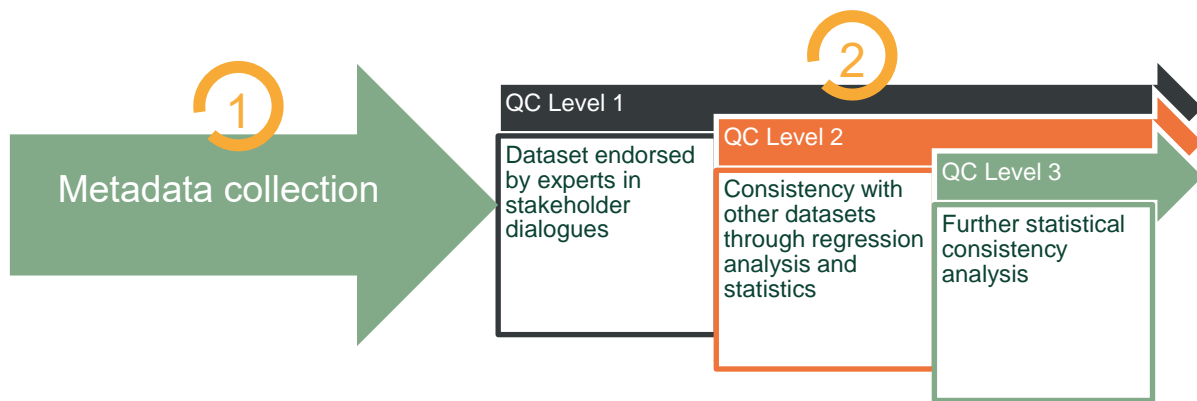 1
Metadata collection
2
QC Level 1
Dataset endorsed
by experts in
stakeholder
dialogues
QC Level 2
Consistency with
other datasets
through regression
analysis and
statistics
QC Level 3
Further statistical
consistency
analysis